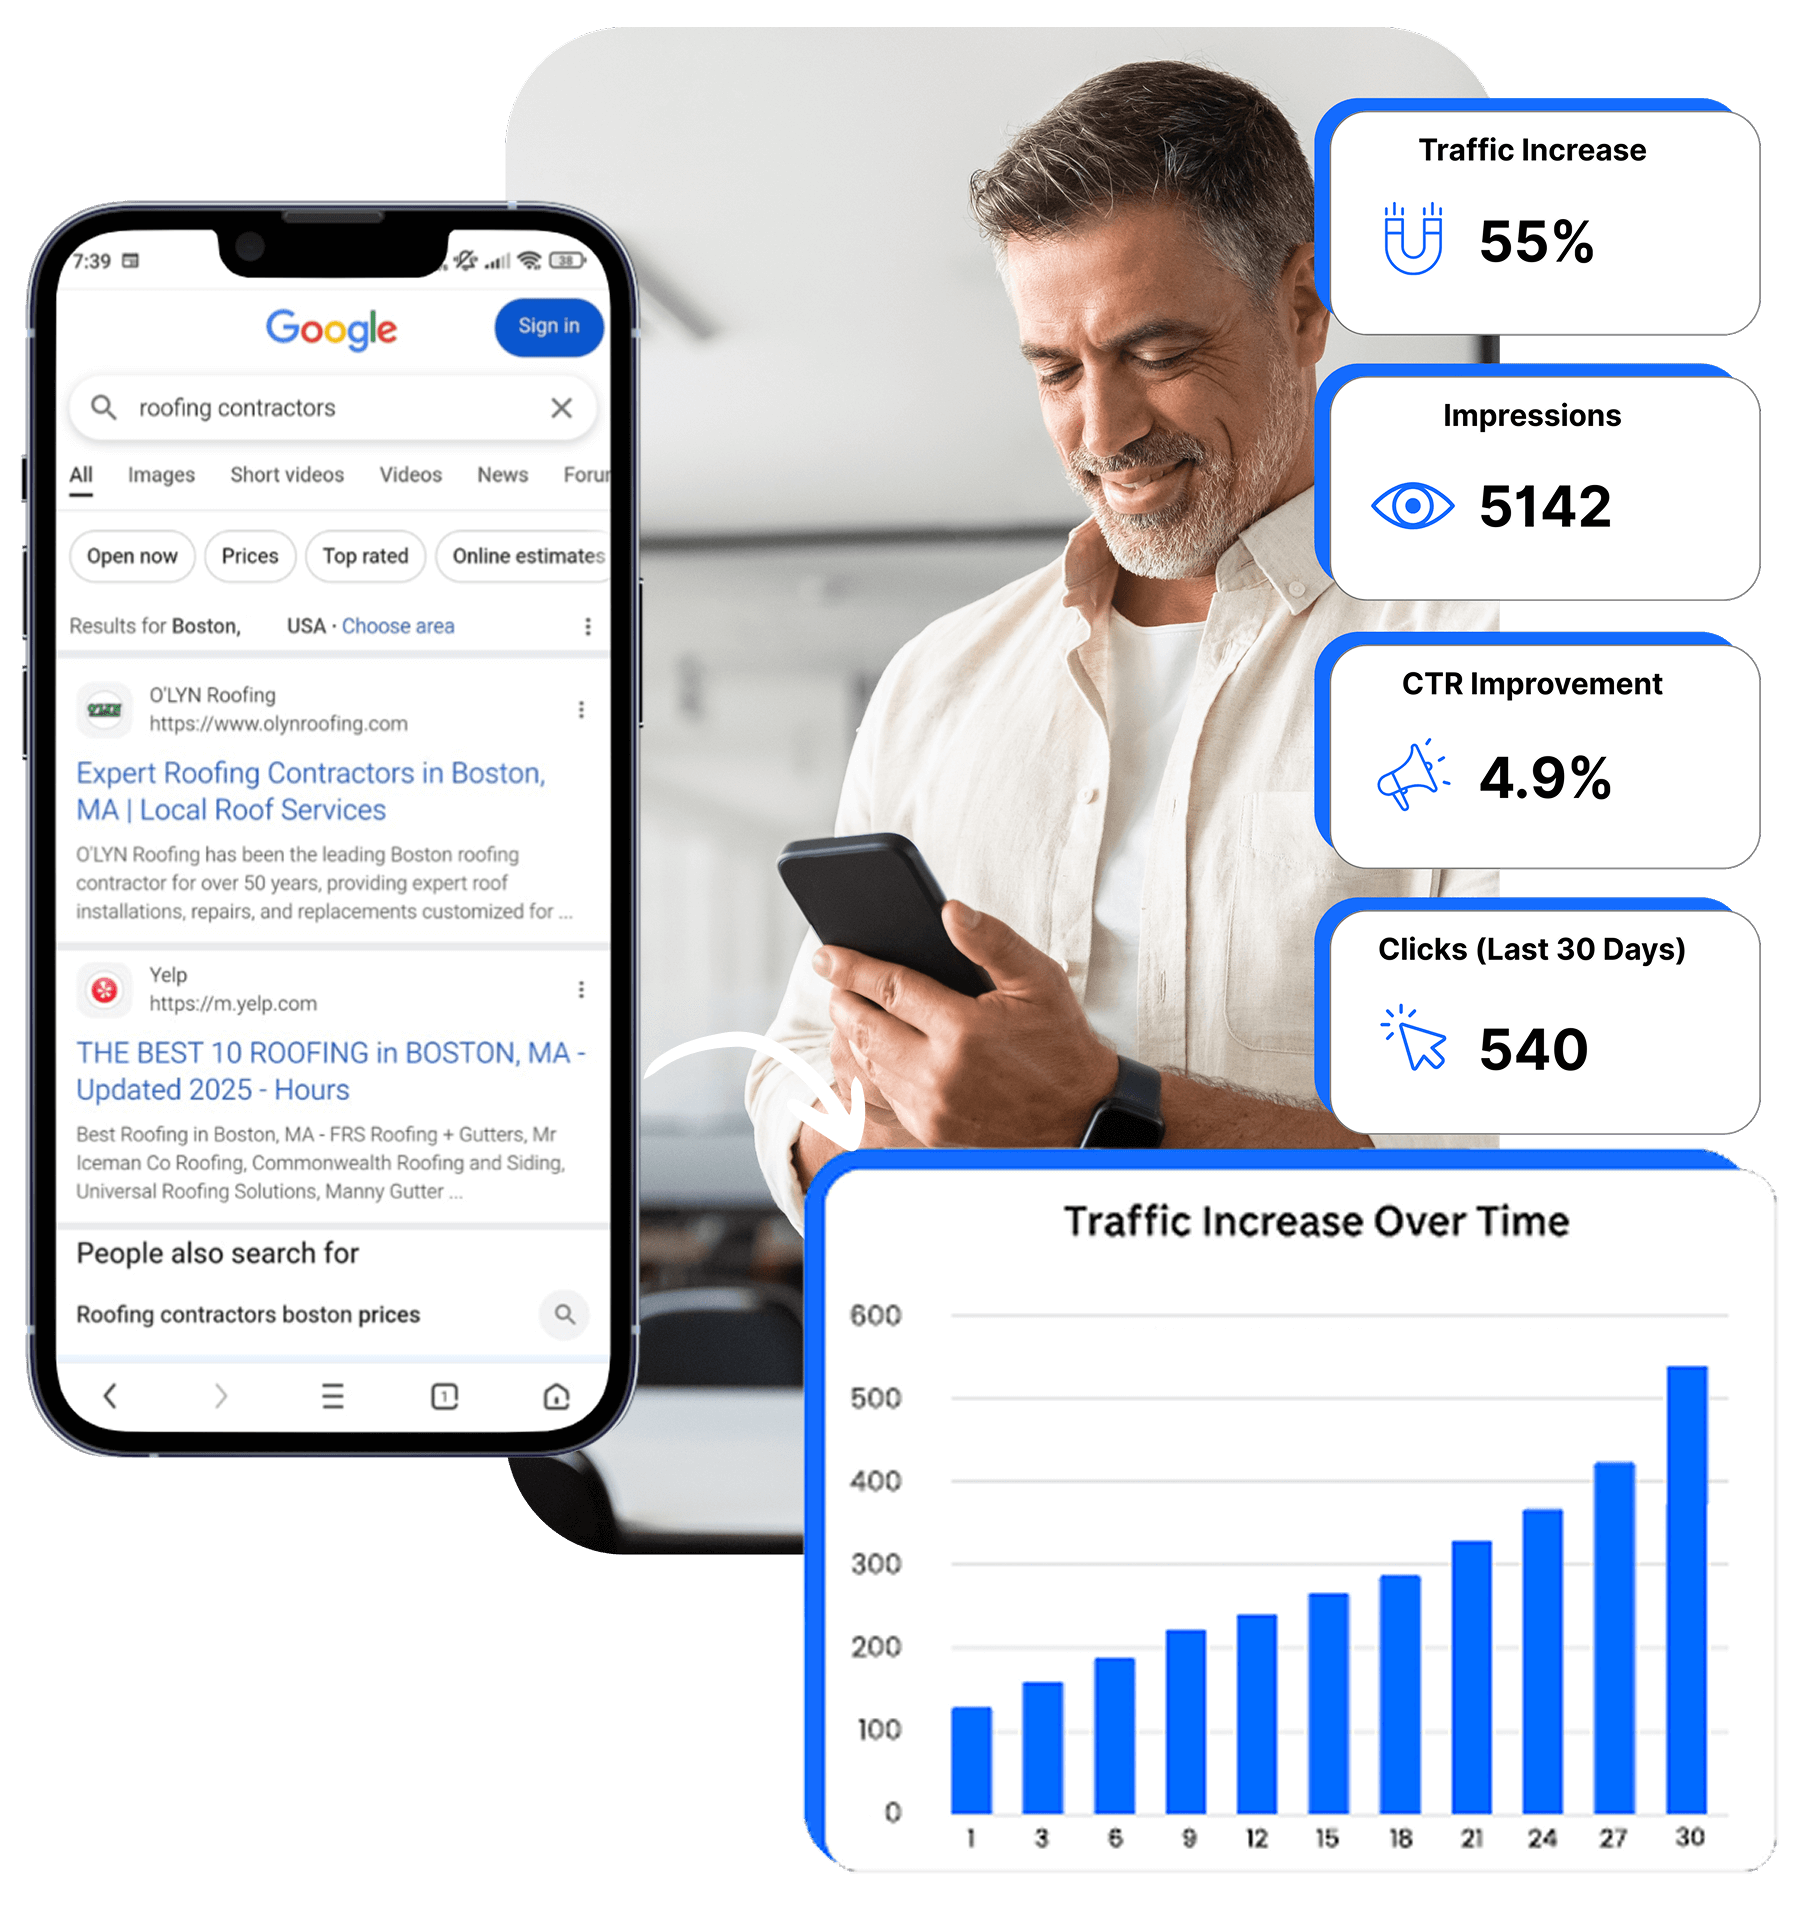 7:39
38
Google
Sign in
roofing contractors
All Images Short videos Videos News Forur
Open now Prices Top rated Online estimates
Results for Boston, USA · Choose area
O'LYN
O'LYN Roofing
https://www.olynroofing.com
Expert Roofing Contractors in Boston,
MA | Local Roof Services
O'LYN Roofing has been the leading Boston roofing
contractor for over 50 years, providing expert roof
installations, repairs, and replacements customized for ...
Yelp
https://m.yelp.com
THE BEST 10 ROOFING in BOSTON, MA -
Updated 2025 - Hours
Best Roofing in Boston, MA - FRS Roofing + Gutters, Mr
Iceman Co Roofing, Commonwealth Roofing and Siding,
Universal Roofing Solutions, Manny Gutter ...
People also search for
Roofing contractors boston prices
1
Traffic Increase
55%
Impressions
5142
CTR Improvement
4.9%
Clicks (Last 30 Days)
540
Traffic Increase Over Time
600
500
400
300
200
100
0
1 3 6 9 12 15 18 21 24 27 30